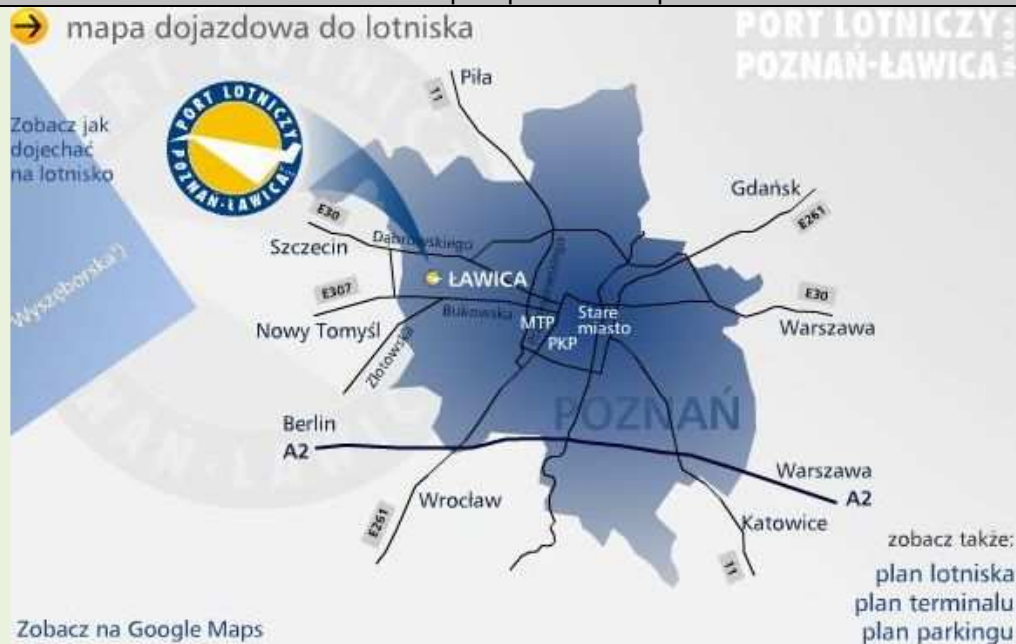 mapa dojazdowa do lotniska
PORT LOTNICZY
POZNAŃ-ŁAWICA
Zobacz jak
dojechać
na lotnisko
PORT LOTNICZY
POZNAŃ-ŁAWICA
Wyszęborska*)
Piła
11
Gdańsk
E261
E30
Szczecin
Dąbrowskiego
ŁAWICA
E307
Bukowska
Nowy Tomyśl
Złotowska
MTP
PKP
Stare
miasto
E30
Warszawa
POZNAŃ
Berlin
A2
Warszawa
A2
Wrocław
E261
Katowice
11
zobacz także:
plan lotniska
plan terminalu
plan parkingu
Zobacz na Google Maps